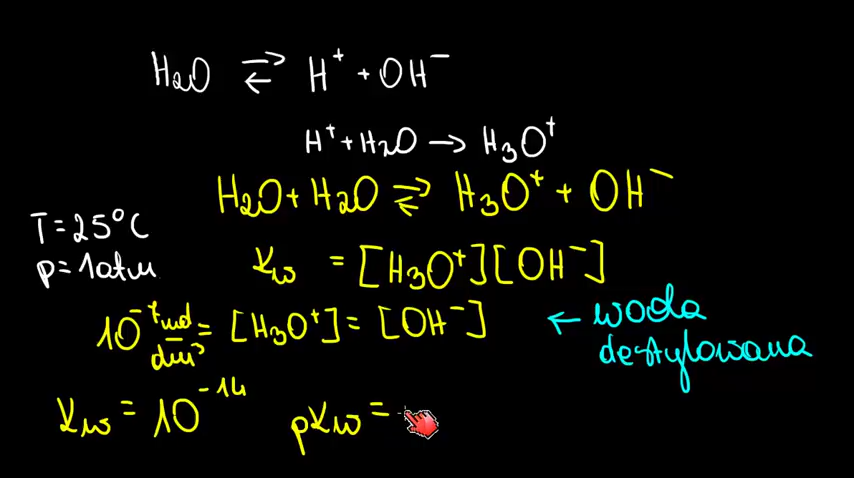 H₂O ⇌ H⁺ + OH⁻
H⁺ + H₂O → H₃O⁺
H₂O + H₂O ⇌ H₃O⁺ + OH⁻
T = 25°C
p = 1atm
Kw = [H₃O⁺][OH⁻]
10⁻⁷ mol/dm³ = [H₃O⁺] = [OH⁻]
← woda
destylowana
Kw = 10⁻¹⁴
pKw = -